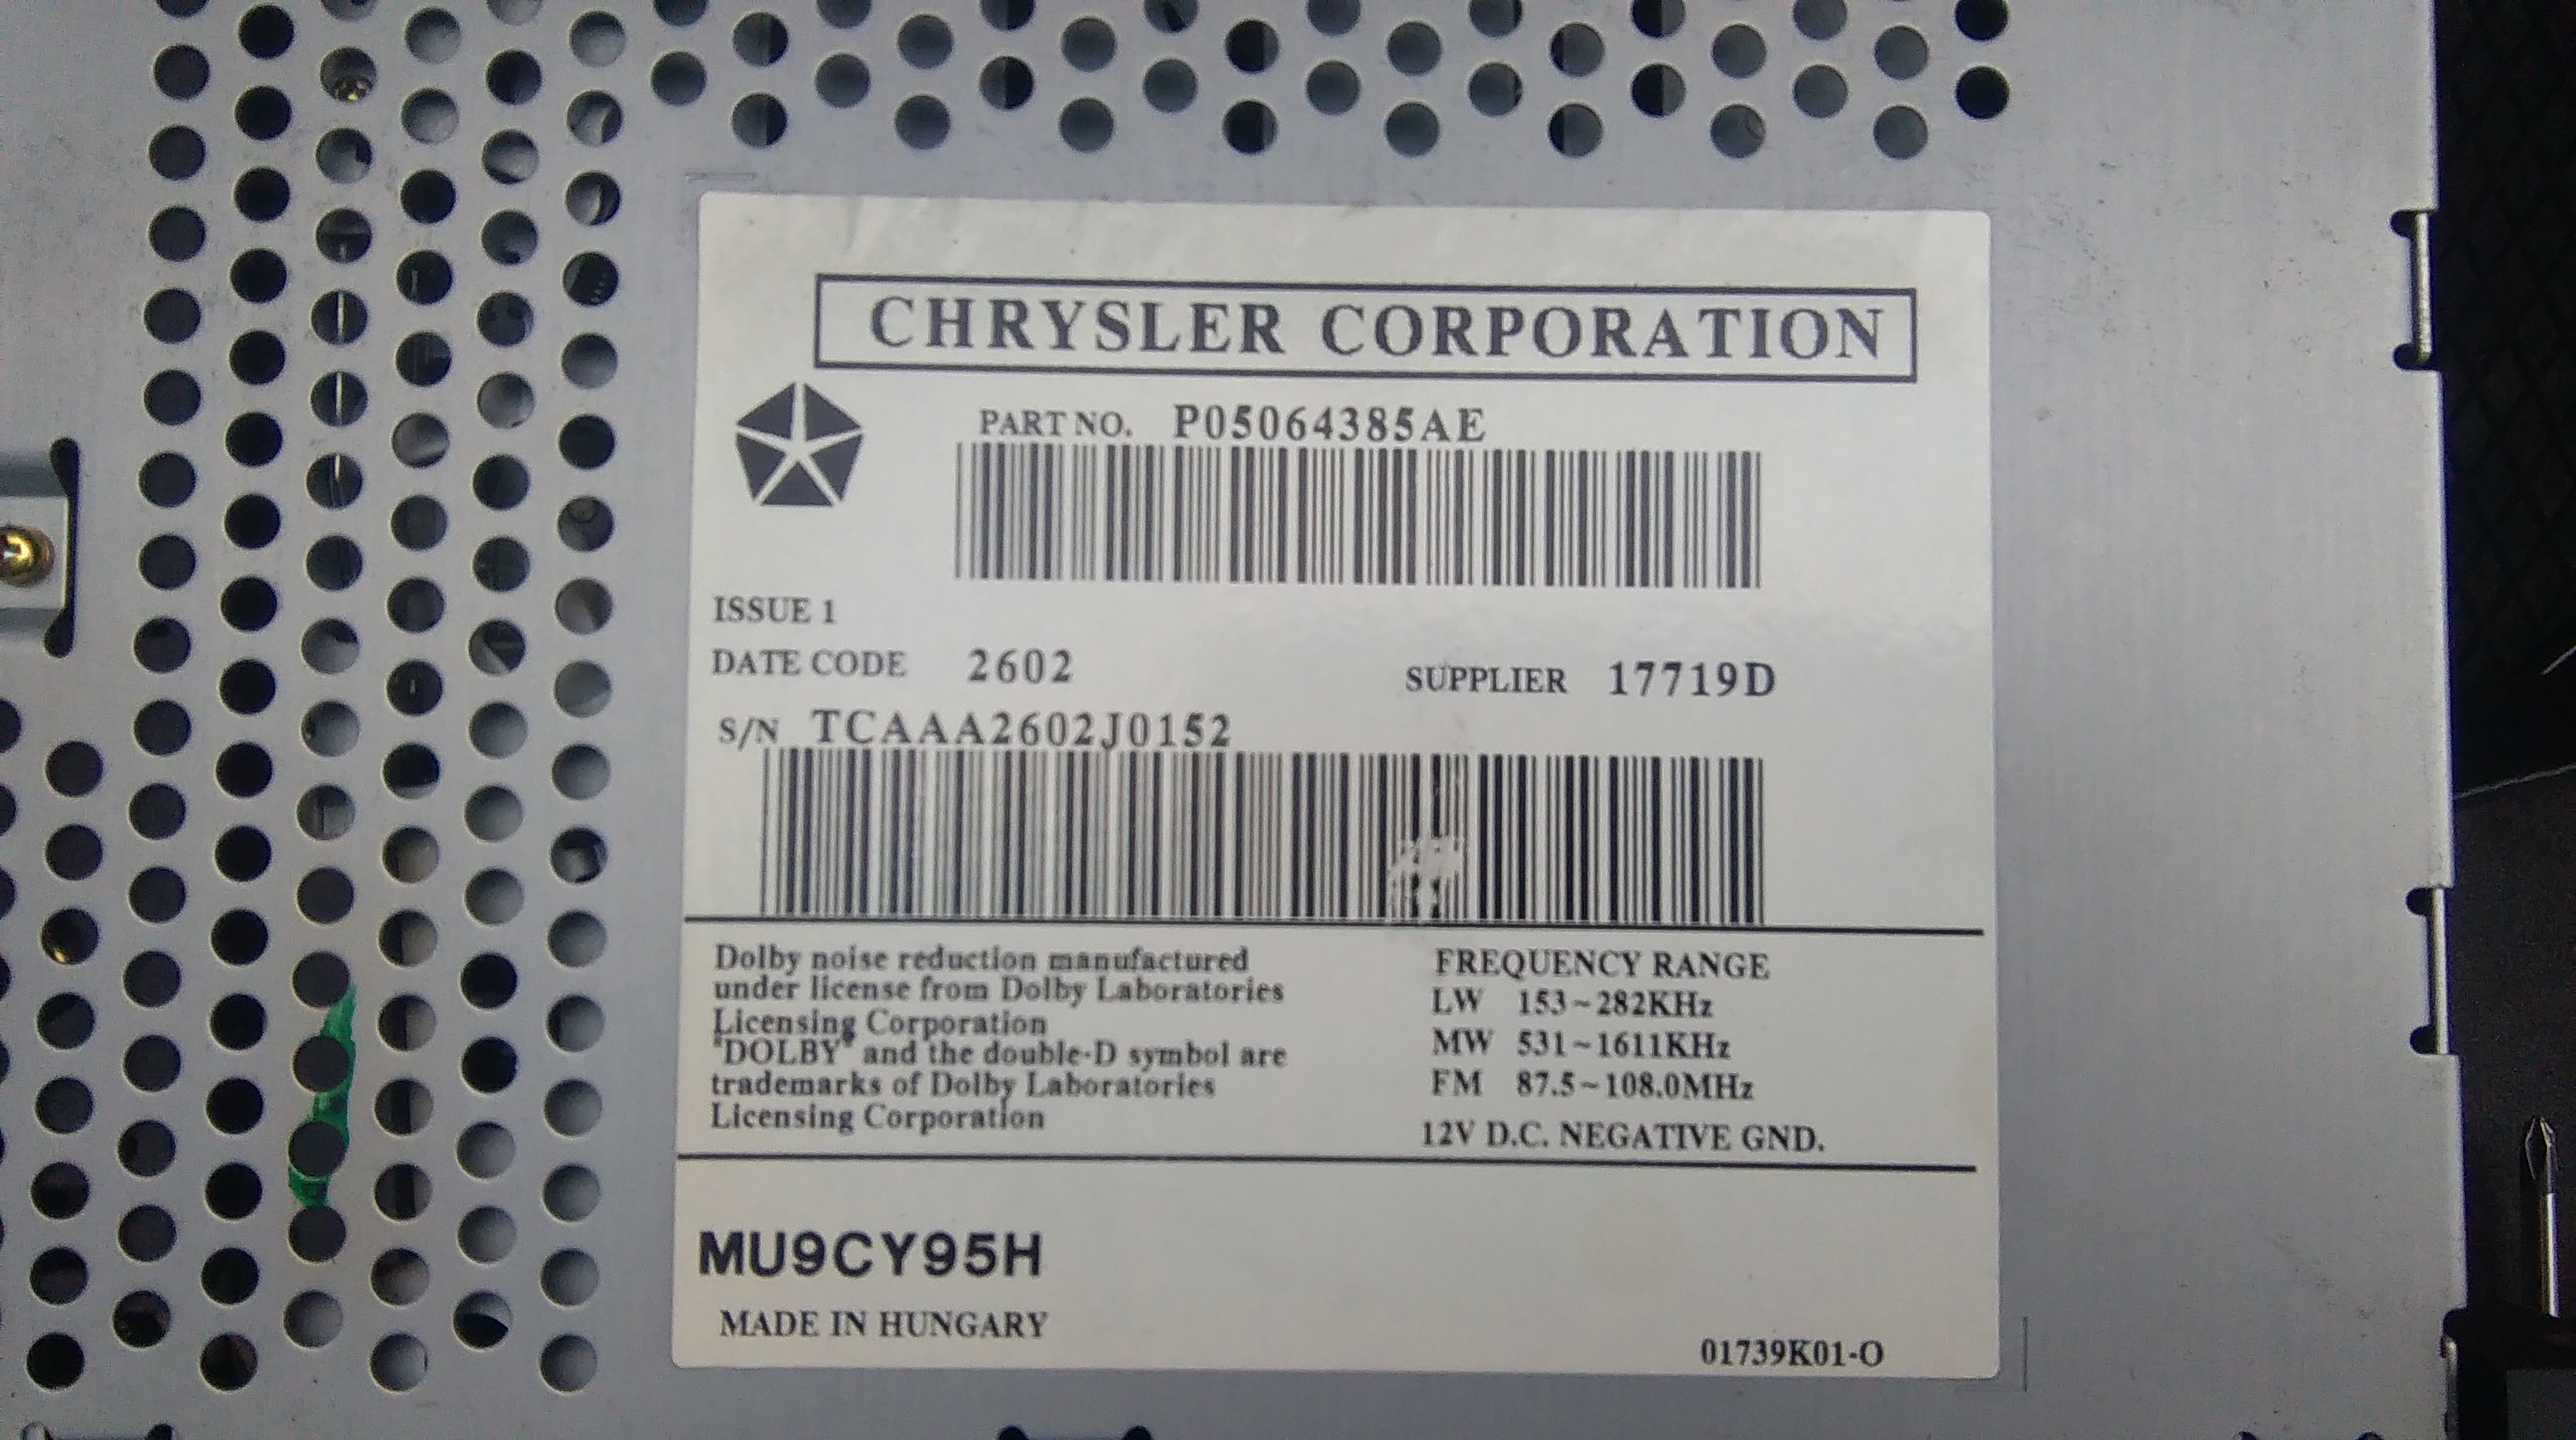 CHRYSLER CORPORATION
PART NO. P05064385AE
ISSUE 1
DATE CODE 2602
SUPPLIER 17719D
S/N TCAAA2602J0152
Dolby noise reduction manufactured
under license from Dolby Laboratories
Licensing Corporation
"DOLBY" and the double-D symbol are
trademarks of Dolby Laboratories
Licensing Corporation
FREQUENCY RANGE
LW 153~282KHz
MW 531~1611KHz
FM 87.5~108.0MHz
12V D.C. NEGATIVE GND.
MU9CY95H
MADE IN HUNGARY
01739K01-O